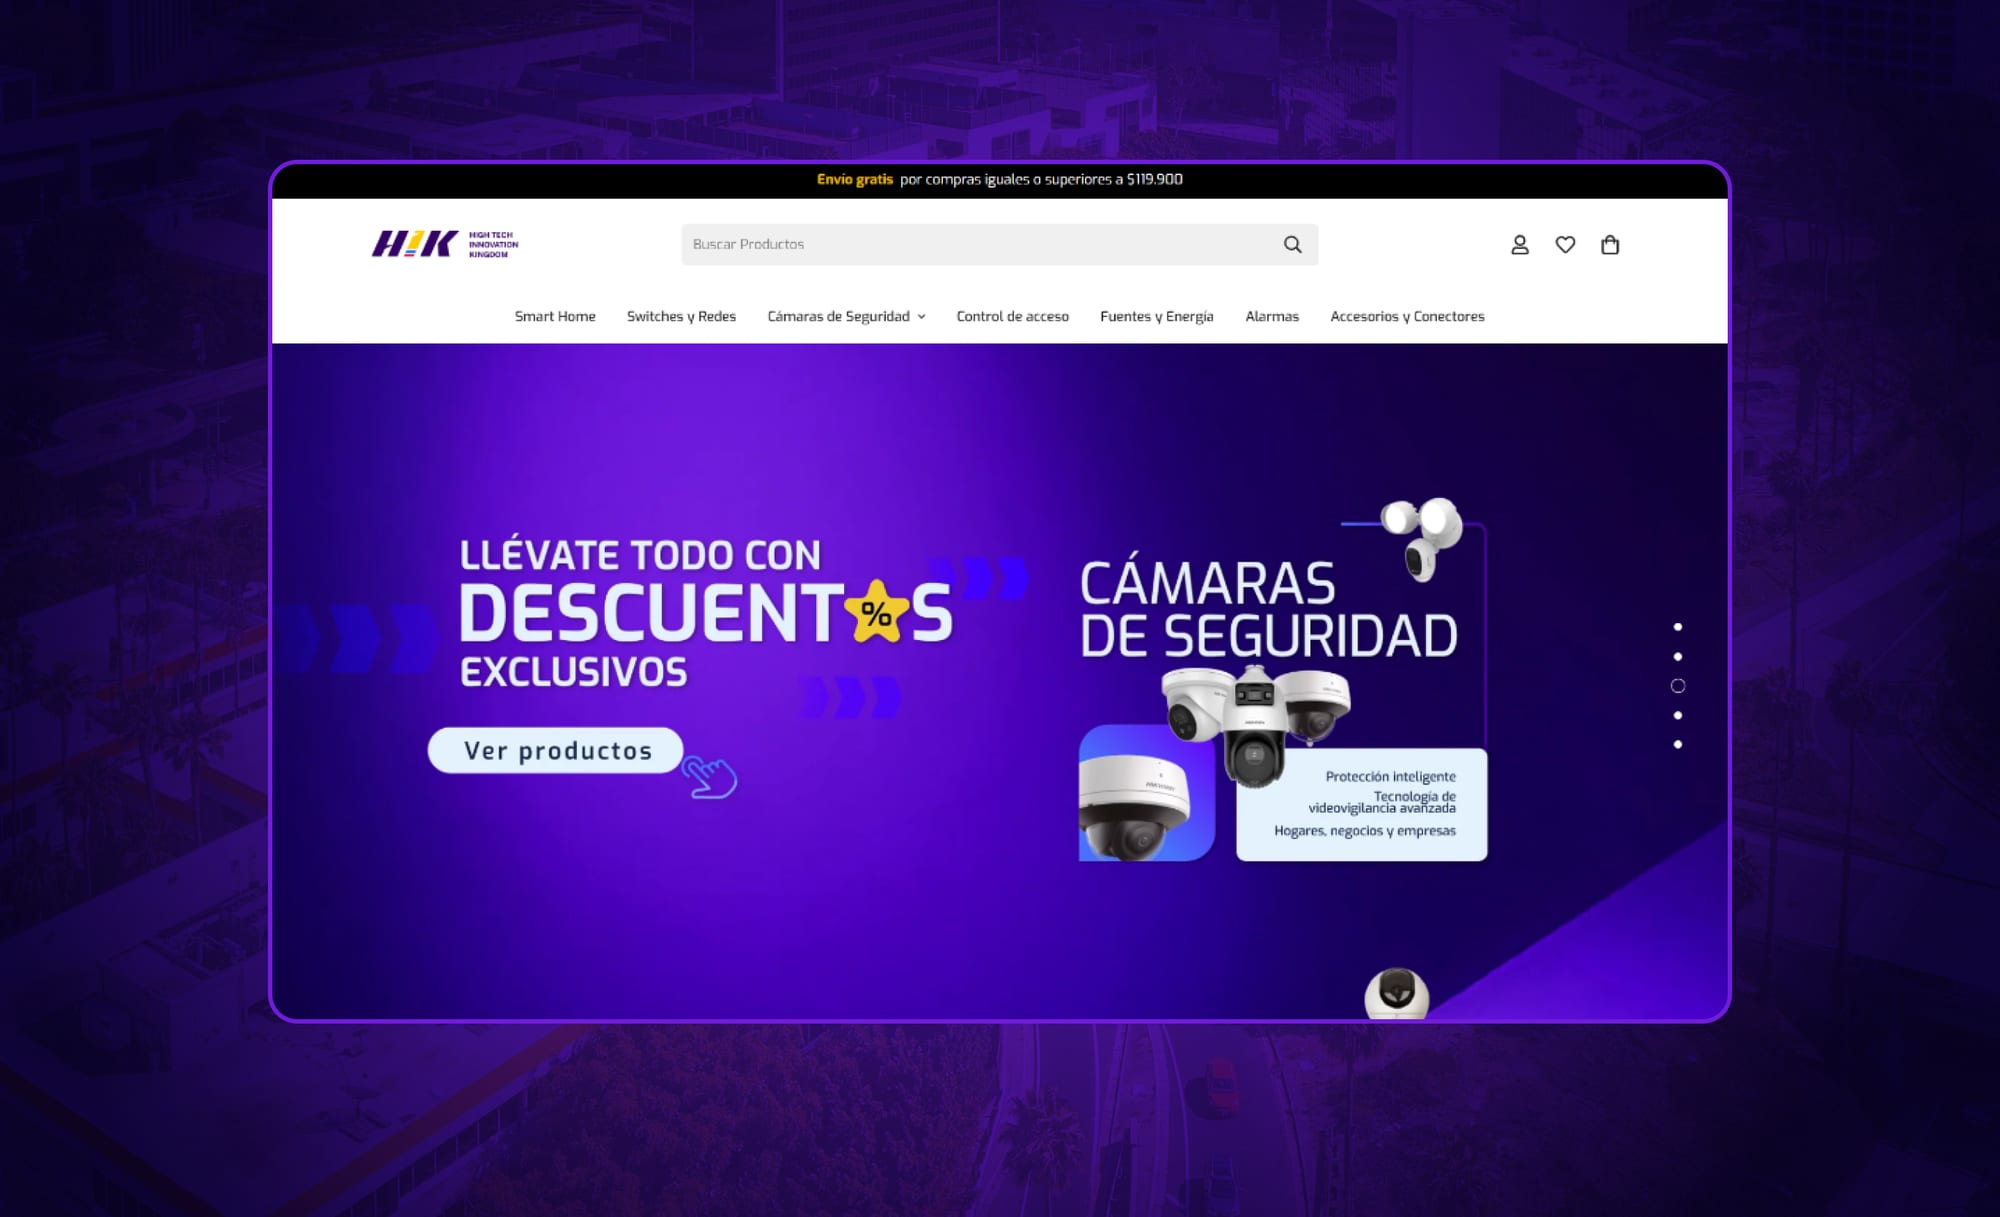 Envío gratis por compras iguales o superiores a $119.900
H!K HIGH TECH
INNOVATION
KINGDOM
Buscar Productos
Smart Home Switches y Redes Cámaras de Seguridad Control de acceso Fuentes y Energía Alarmas Accesorios y Conectores
LLÉVATE TODO CON
DESCUENT%S
EXCLUSIVOS
Ver productos
CÁMARAS
DE SEGURIDAD
HIKVISION
Protección inteligente
Tecnología de
videovigilancia avanzada
Hogares, negocios y empresas